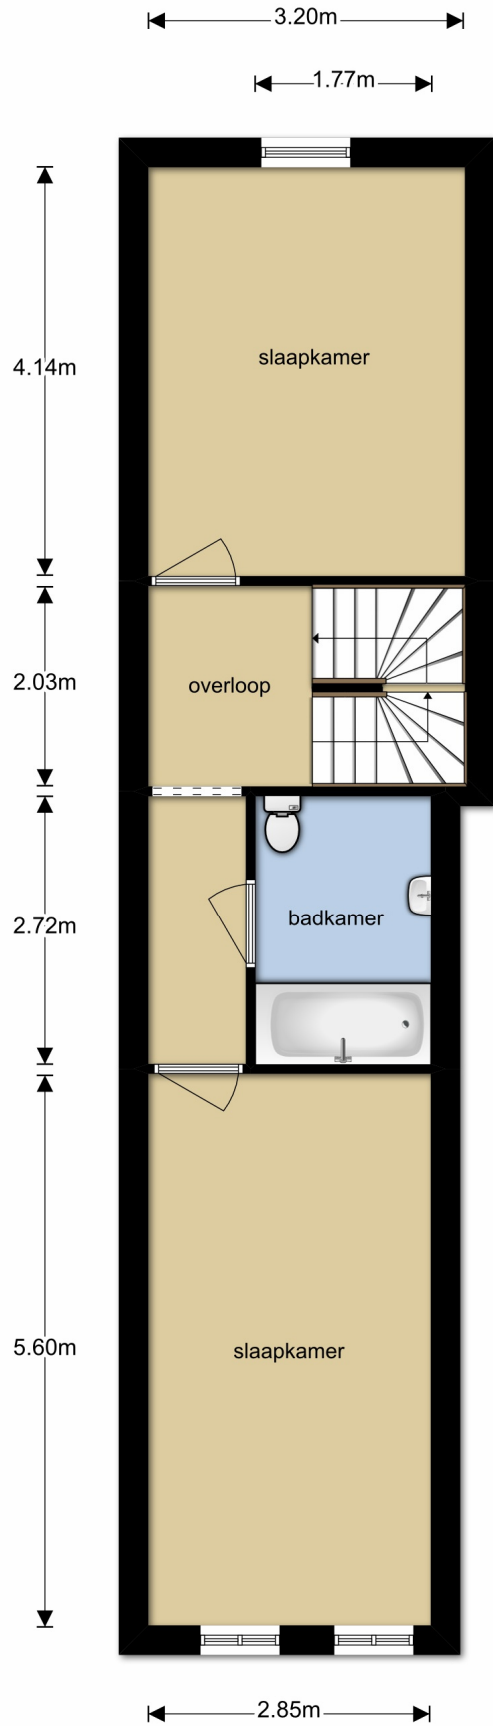 3.20m
1.77m
4.14m
slaapkamer
2.03m
overloop
2.72m
badkamer
5.60m
slaapkamer
2.85m